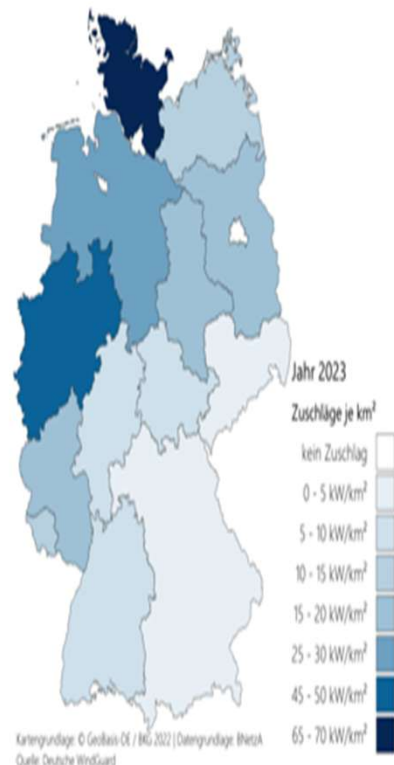 Jahr 2023
Zuschläge je km²
kein Zuschlag
0 - 5 kW/km²
5 - 10 kW/km²
10 - 15 kW/km²
15 - 20 kW/km²
25 - 30 kW/km²
45 - 50 kW/km²
65 - 70 kW/km²
Kartengrundlage: © GeoBasis-DE / BKG 2022 | Datengrundlage: BNetzA
Quelle: Deutsche WindGuard